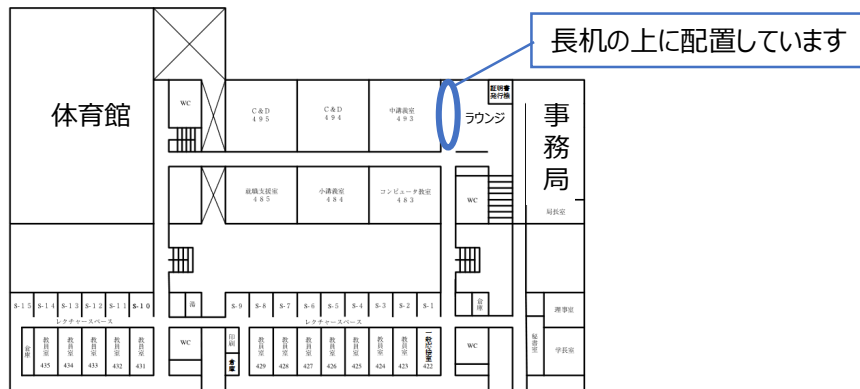 長机の上に配置しています
体育館
WC
C&D
495
C&D
494
中講義室
493
ラウンジ
証明書
発行機
事務局
就職支援室
485
小講義室
484
コンピュータ教室
483
WC
局長室
S-15
S-14
S-13
S-12
S-11
S-10
湯
S-9
S-8
S-7
S-6
S-5
S-4
S-3
S-2
S-1
倉庫
理事室
レクチャースペース
レクチャースペース
倉庫
教員室
435
教員室
434
教員室
433
教員室
432
教員室
431
WC
印刷
倉庫
教員室
429
教員室
428
教員室
427
教員室
426
教員室
425
教員室
424
教員室
423
422
WC
秘書室
学長室